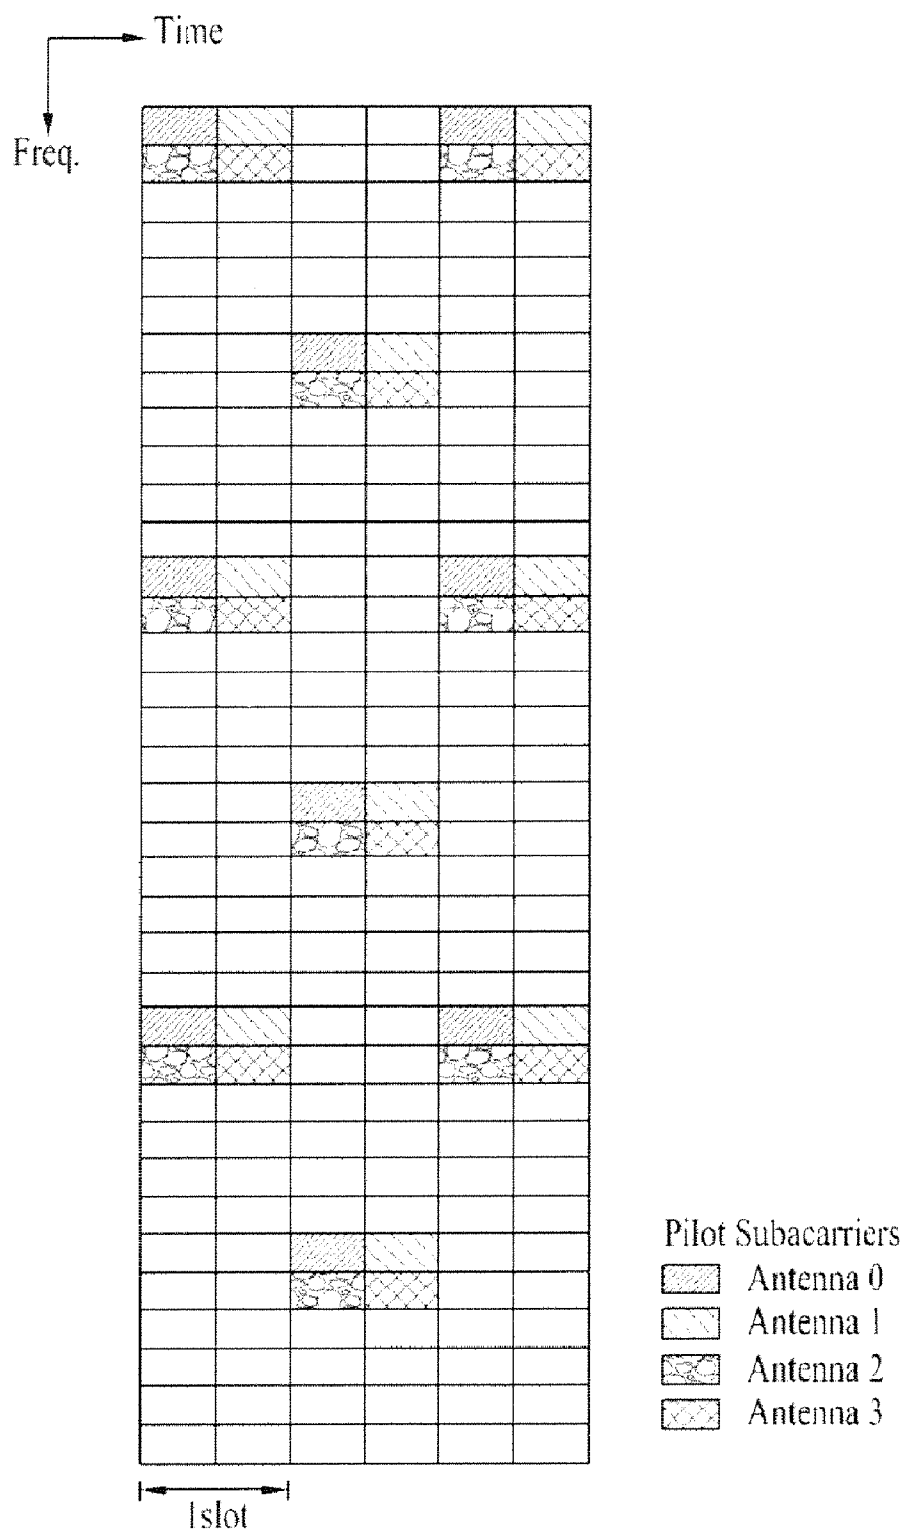 Time
Freq.
Pilot Subacarriers
Antenna 0
Antenna 1
Antenna 2
Antenna 3
1slot